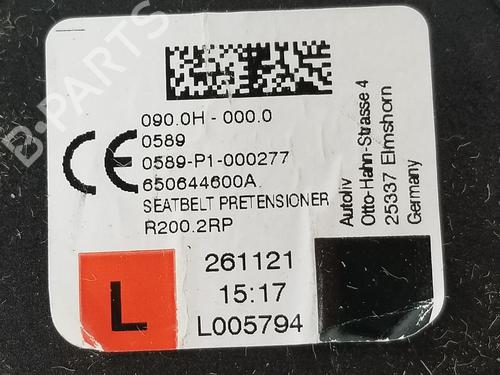 090.0H - 000.0
0589
0589-P1-000277
650644600A
SEATBELT PRETENSIONER
R200.2RP
CE
Autoliv
Otto-Hahn-Strasse 4
25337 Elmshorn
Germany
L
261121
15:17
L005794
B-PARTS
B-PARTS